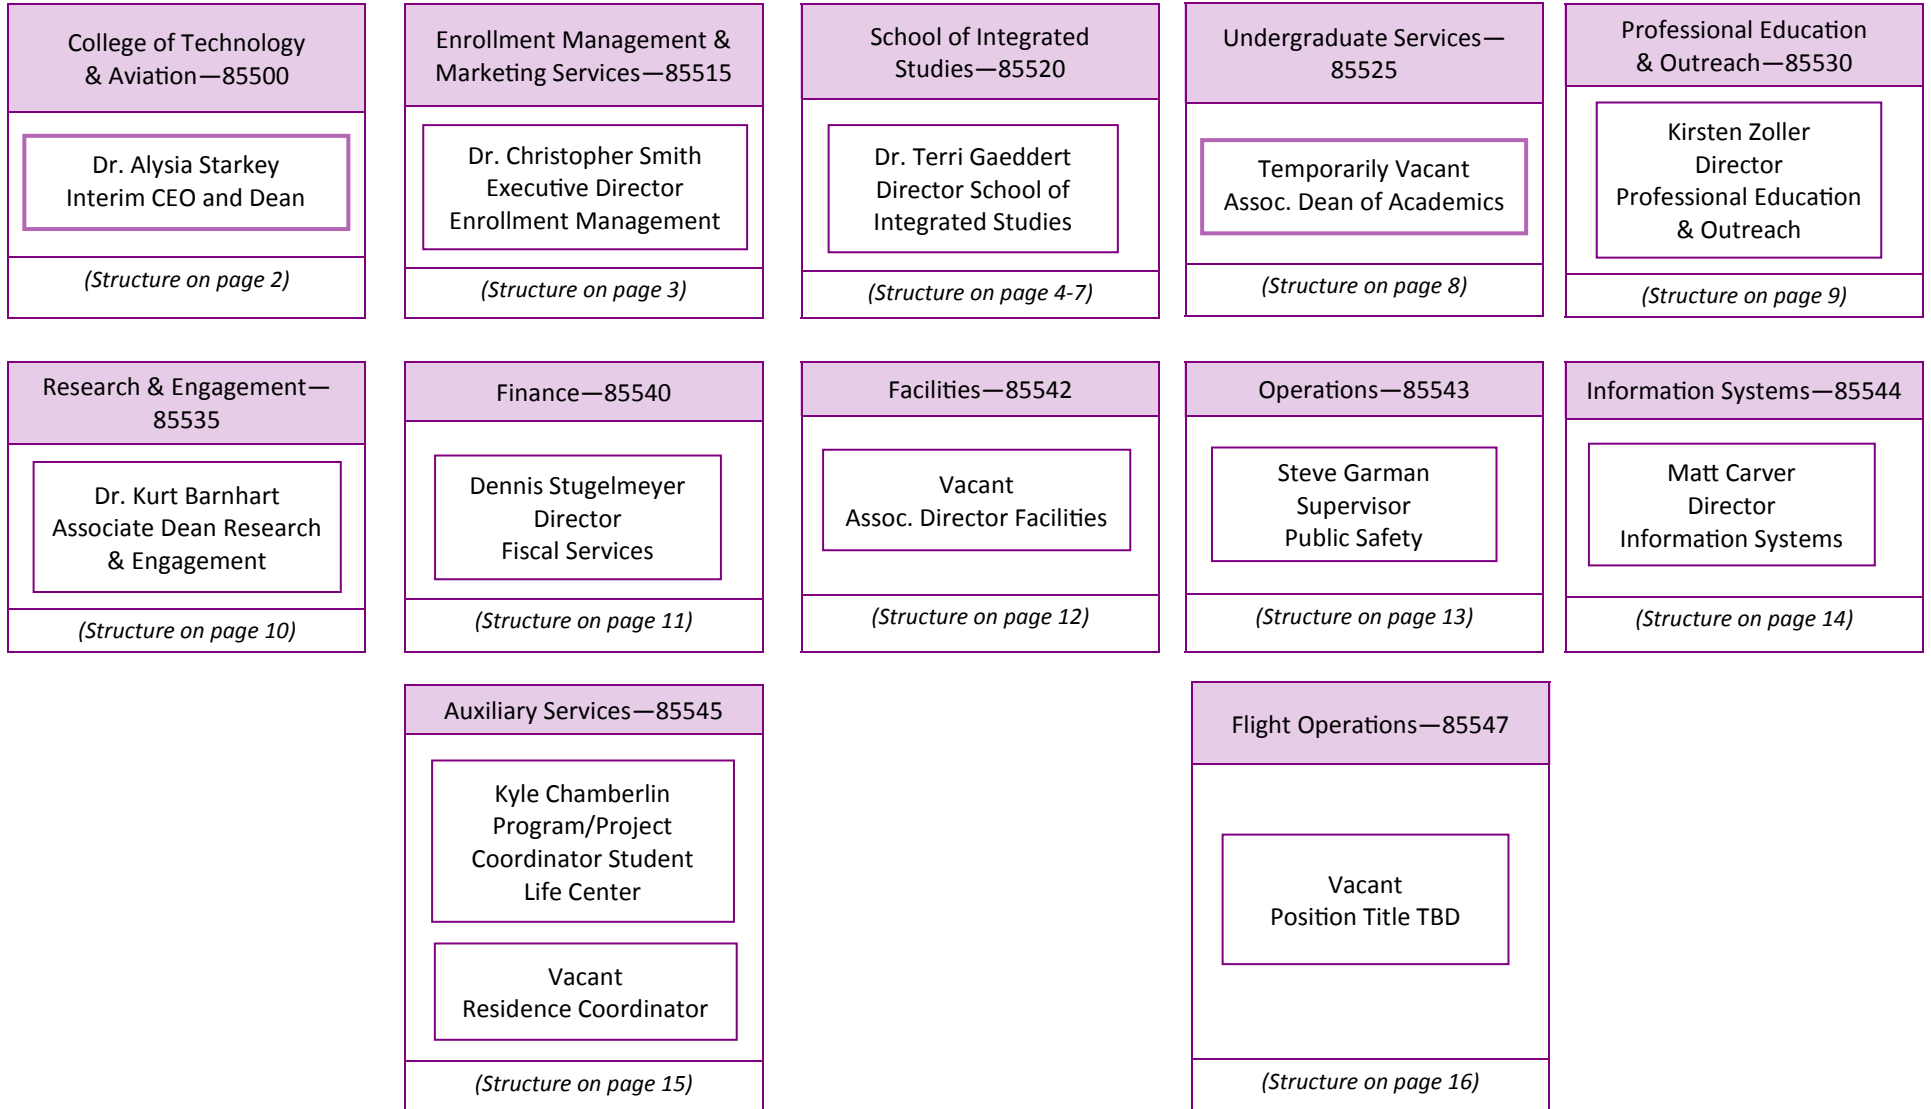 College of Technology
& Aviation—85500
Dr. Alysia Starkey
Interim CEO and Dean
(Structure on page 2)
Enrollment Management &
Marketing Services—85515
Dr. Christopher Smith
Executive Director
Enrollment Management
(Structure on page 3)
School of Integrated
Studies—85520
Dr. Terri Gaeddert
Director School of
Integrated Studies
(Structure on page 4-7)
Undergraduate Services—
85525
Temporarily Vacant
Assoc. Dean of Academics
(Structure on page 8)
Professional Education
& Outreach—85530
Kirsten Zoller
Director
Professional Education
& Outreach
(Structure on page 9)
Research & Engagement—
85535
Dr. Kurt Barnhart
Associate Dean Research
& Engagement
(Structure on page 10)
Finance—85540
Dennis Stugelmeyer
Director
Fiscal Services
(Structure on page 11)
Facilities—85542
Vacant
Assoc. Director Facilities
(Structure on page 12)
Operations—85543
Steve Garman
Supervisor
Public Safety
(Structure on page 13)
Information Systems—85544
Matt Carver
Director
Information Systems
(Structure on page 14)
Auxiliary Services—85545
Kyle Chamberlin
Program/Project
Coordinator Student
Life Center
Vacant
Residence Coordinator
(Structure on page 15)
Flight Operations—85547
Vacant
Position Title TBD
(Structure on page 16)